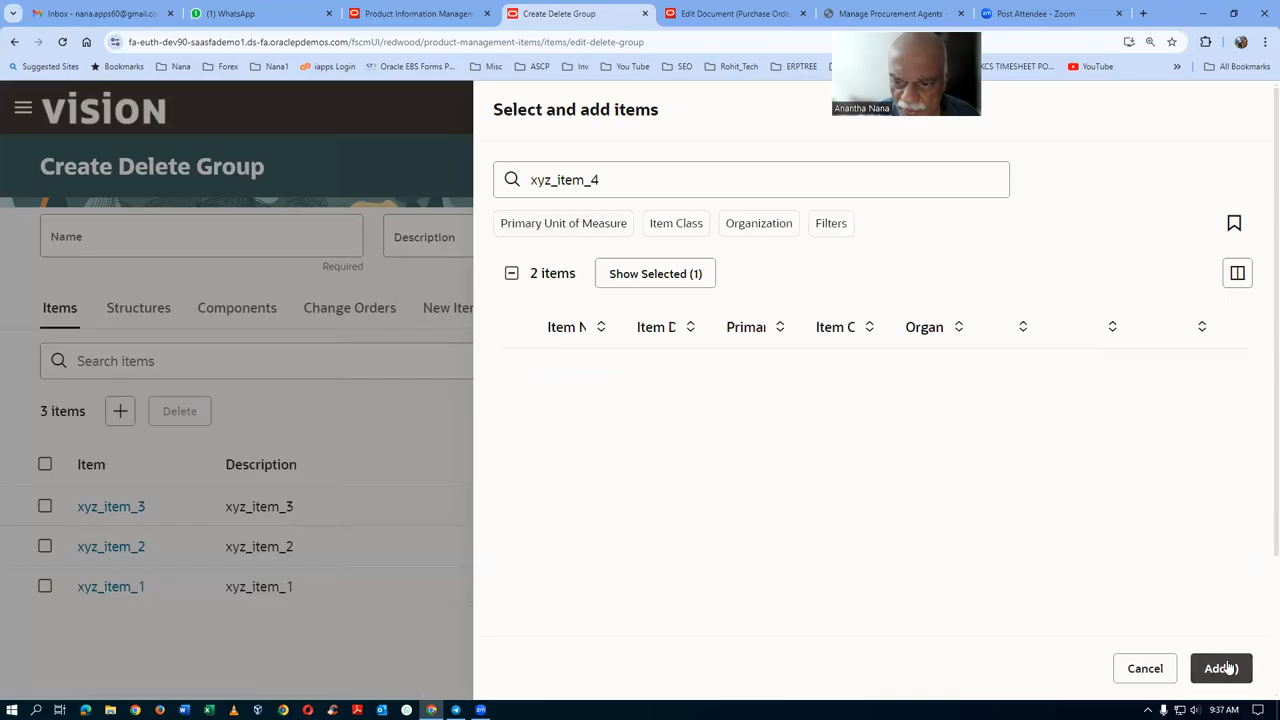 Inbox - nana.apps60@gmail.co
(1) WhatsApp
Product Information Managem
Create Delete Group
Edit Document (Purchase Order
Manage Procurement Agents -
Post Attendee - Zoom
fa-euth-dev90-saasfademo1.ds-fa.oraclepdemos.com/fscmUI/redwood/product-management-items/items/edit-delete-group
Suggested Sites
Bookmarks
Nana
iapps Login
Oracle EBS Forms P...
Forex
Nana1
Misc
ASCP
Inv
You Tube
SEO
Rohit_Tech
ERPTREE
KCS TIMESHEET PO...
YouTube
All Bookmarks
Anantha Nana
VISION
Create Delete Group
Name
Description
Required
Items
Structures
Components
Change Orders
New Iter
Search items
3 items
Delete
Item
Description
xyz_item_3
xyz_item_3
xyz_item_2
xyz_item_2
xyz_item_1
xyz_item_1
Select and add items
xyz_item_4
Primary Unit of Measure
Item Class
Organization
Filters
2 items
Show Selected (1)
Item N
Item D
Primar
Item C
Organ
Cancel
Add
9:37 AM